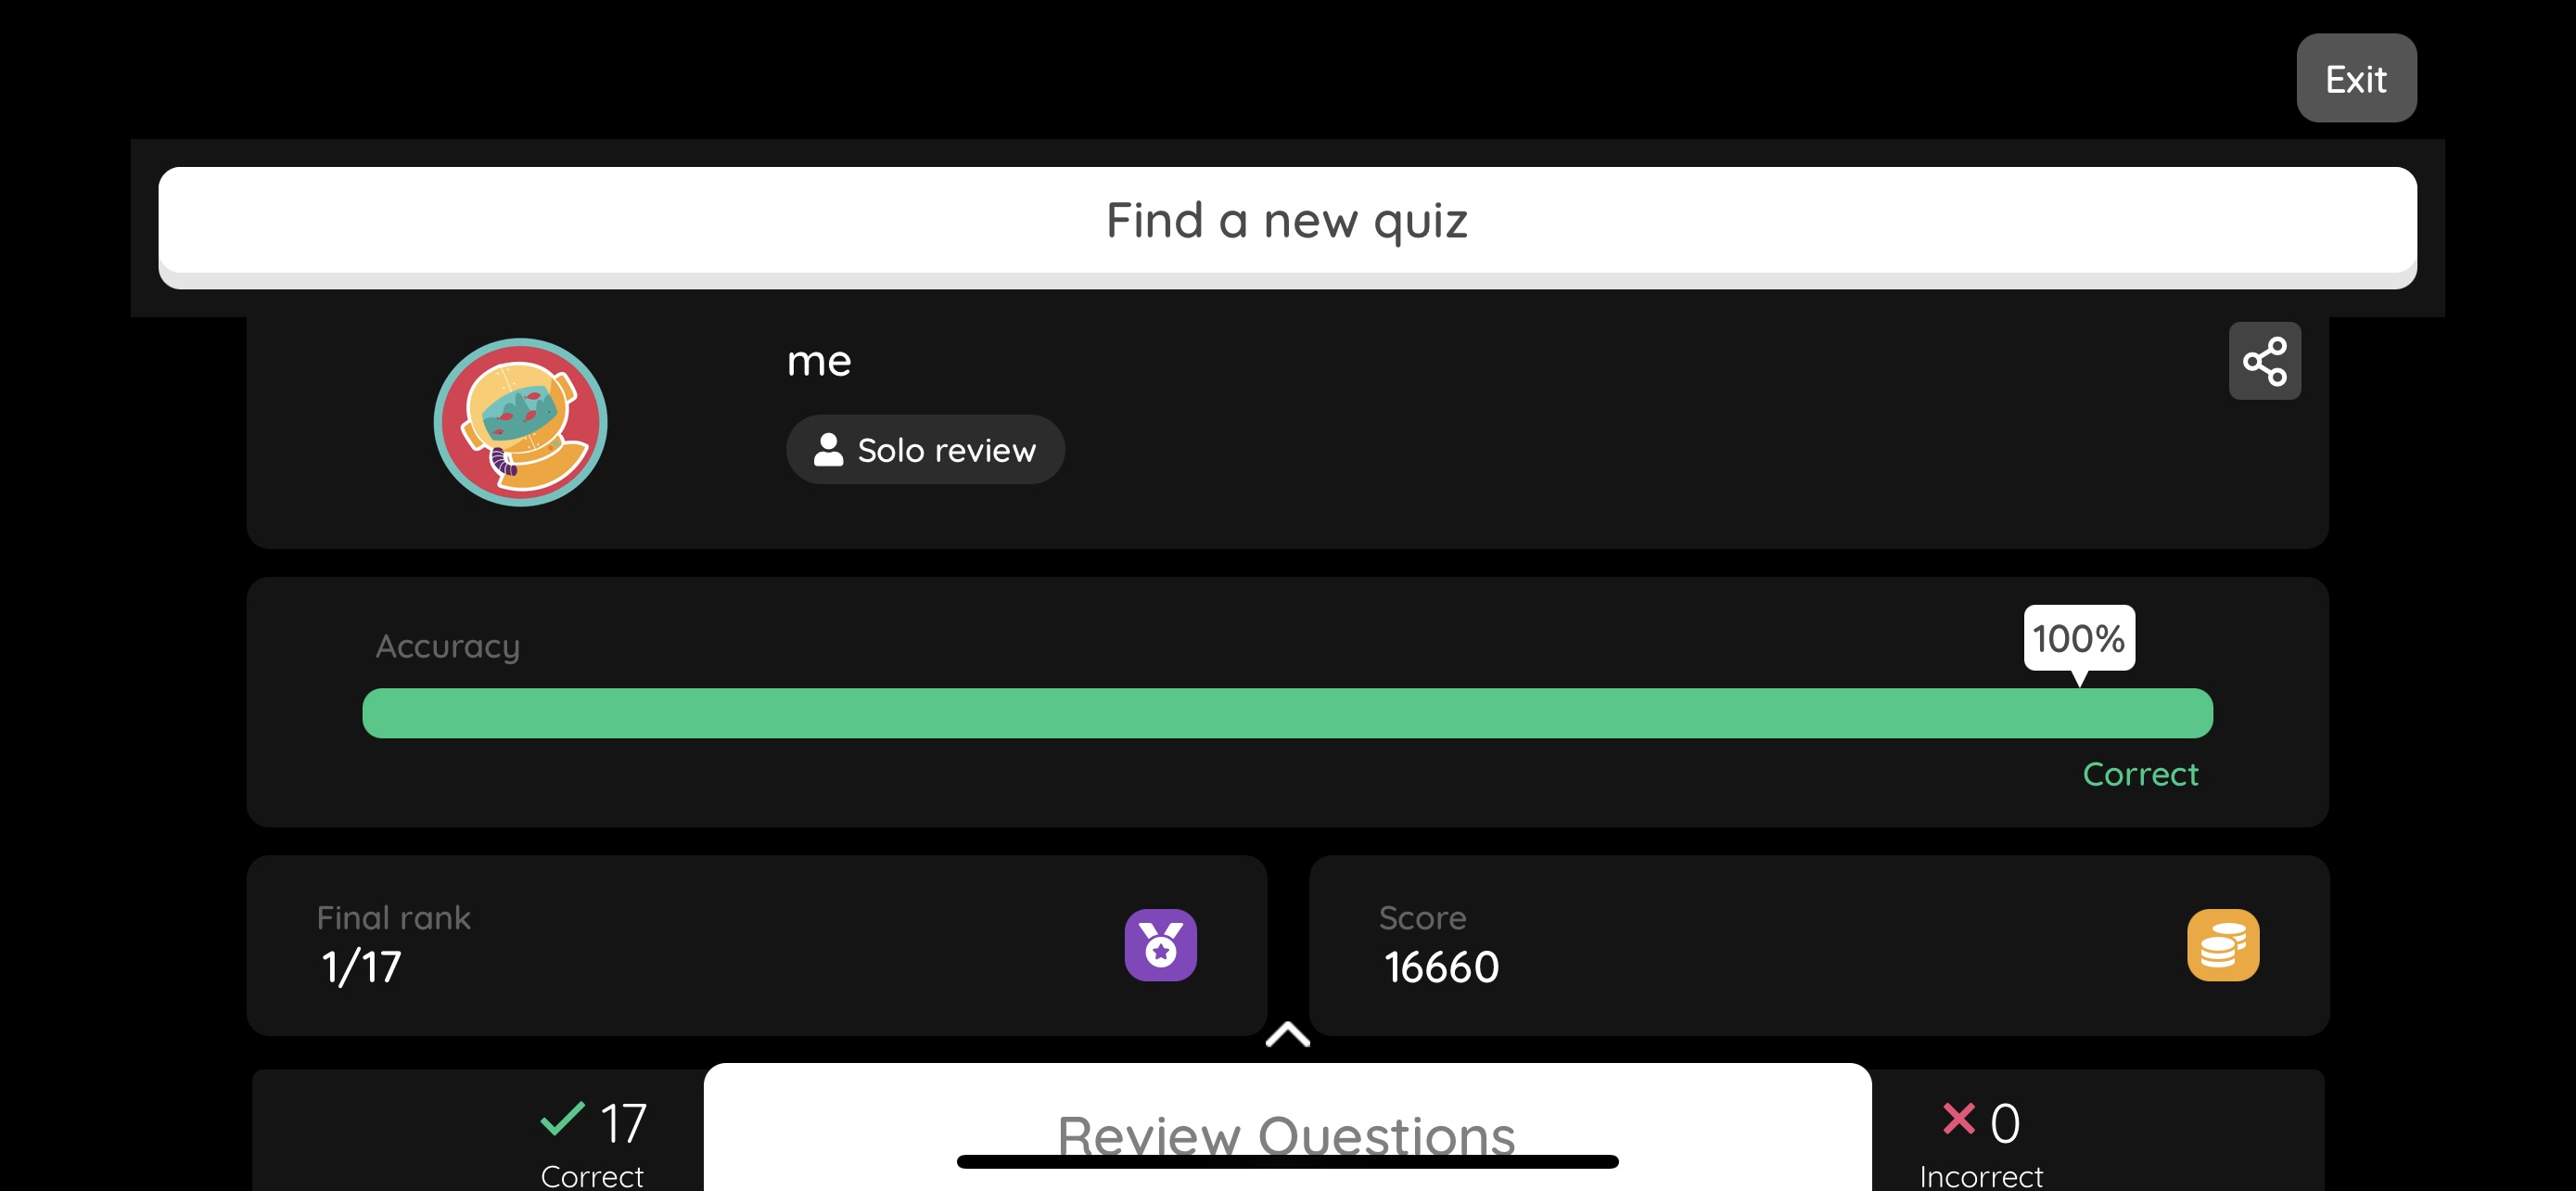 Exit
Find a new quiz
me
Solo review
Accuracy
100%
Correct
Final rank
1/17
Score
16660
17
Correct
Review Questions
0
Incorrect